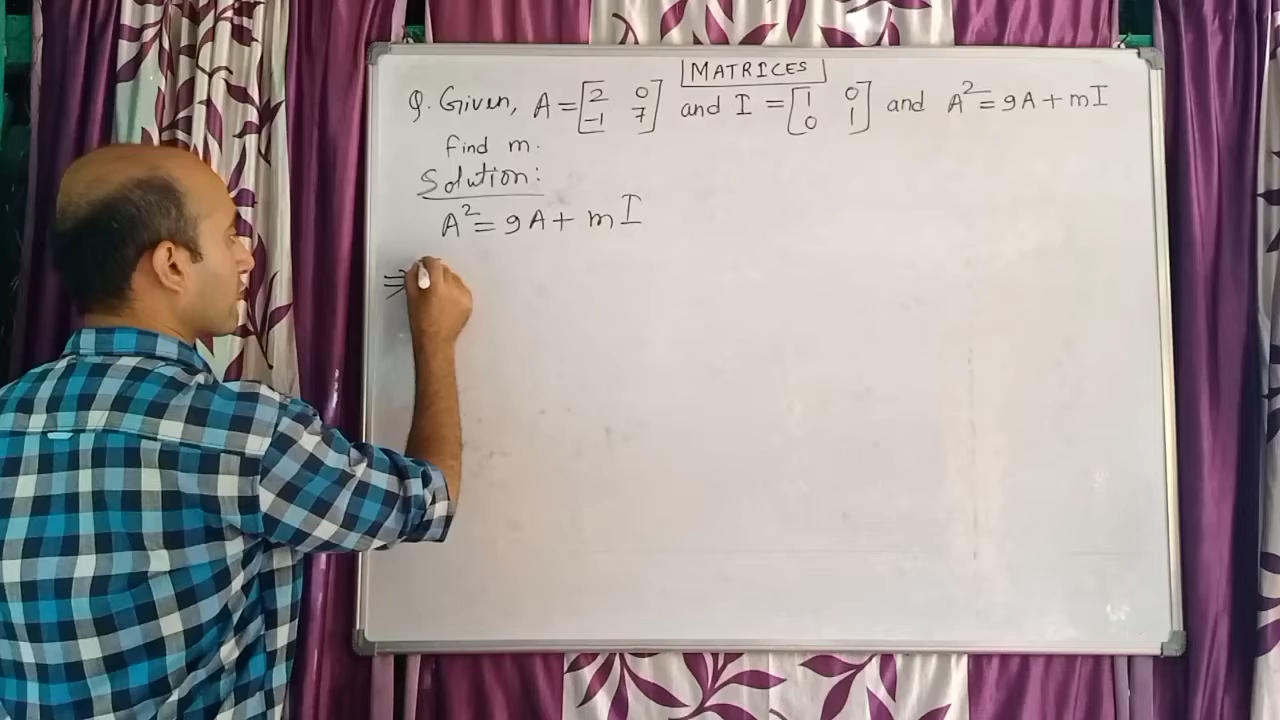 MATRICES
Q. Given, A = [2 0 -1 7] and I = [1 0 0 1] and A² = 9A + mI
find m.
Solution:
A² = 9A + mI
⇒